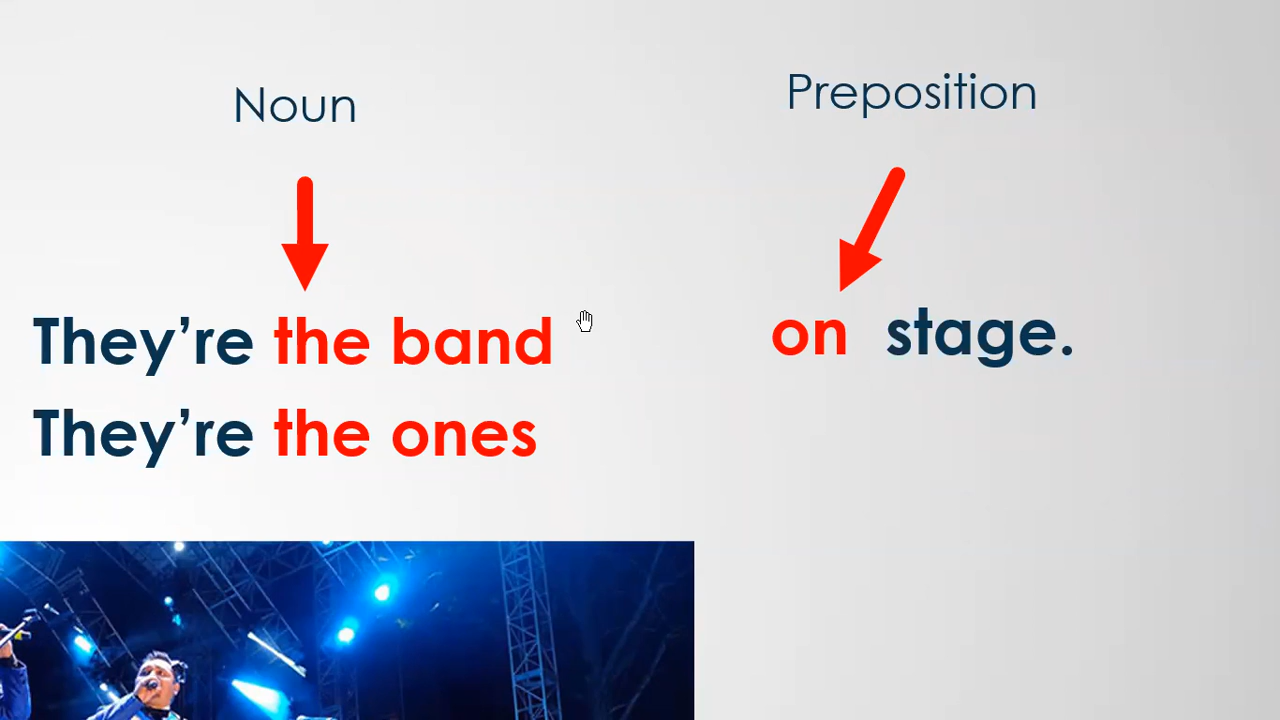 Noun
Preposition
They’re the band on stage.
They’re the ones